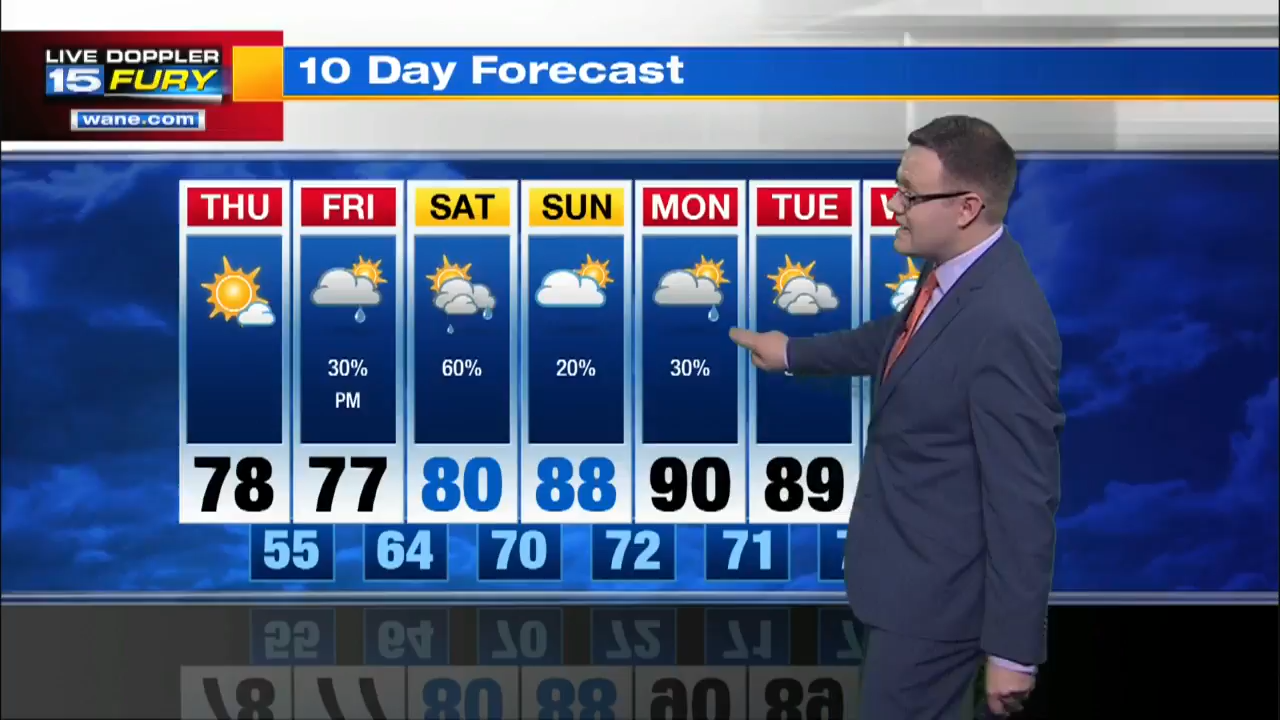 LIVE DOPPLER
15 FURY
wane.com
10 Day Forecast
THU FRI SAT SUN MON TUE
30% 60% 20% 30%
PM
78 77 80 88 90 89
55 64 70 72 71